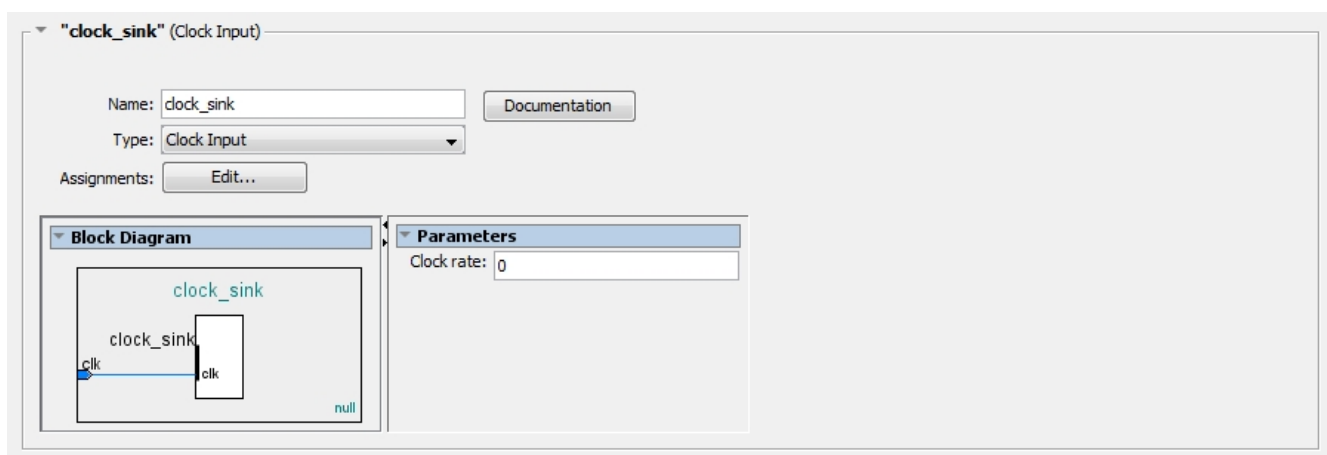 "clock_sink" (Clock Input)
Name: clock_sink
Documentation
Type: Clock Input
Assignments: Edit...
Block Diagram
clock_sink
clock_sink
clk
clk
null
Parameters
Clock rate: 0